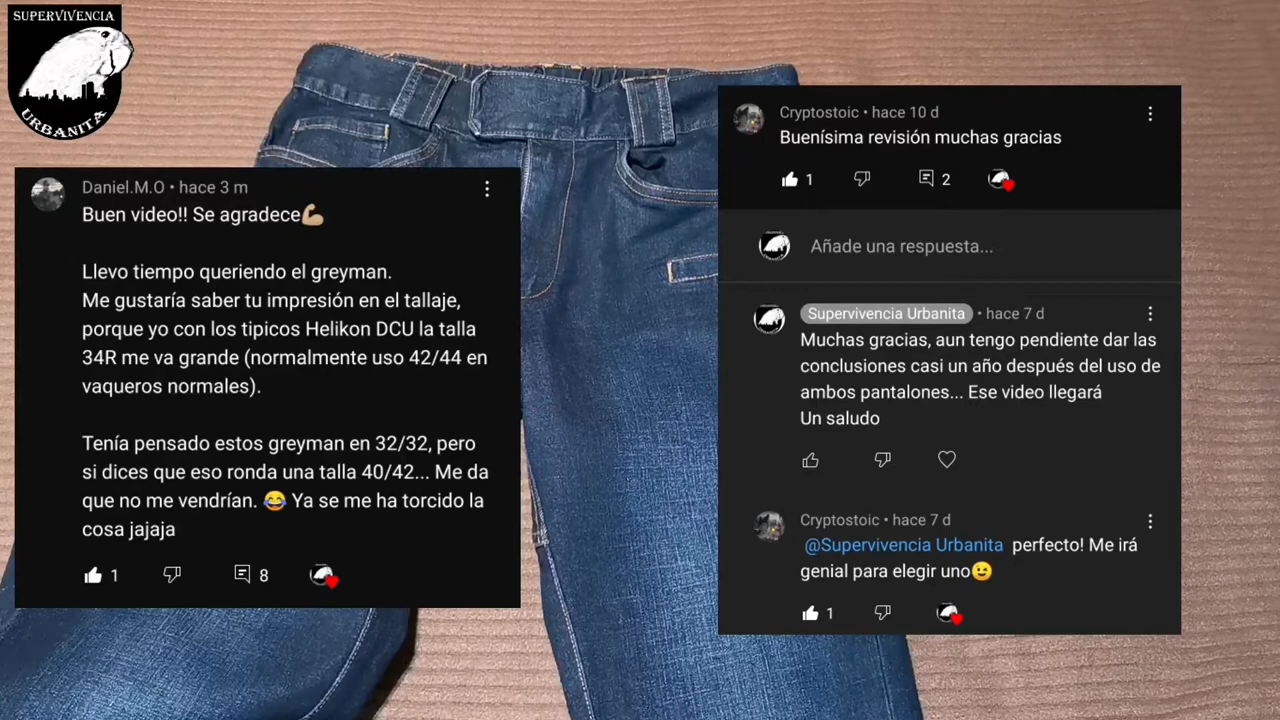 SUPERVIVENCIA
URBANITA
Daniel.M.O • hace 3 m
Buen video!! Se agradece💪🏽
Llevo tiempo queriendo el greyman.
Me gustaría saber tu impresión en el tallaje,
porque yo con los tipicos Helikon DCU la talla
34R me va grande (normalmente uso 42/44 en
vaqueros normales).
Tenía pensado estos greyman en 32/32, pero
si dices que eso ronda una talla 40/42... Me da
que no me vendrían. 😂 Ya se me ha torcido la
cosa jajaja
1 8
Cryptostoic • hace 10 d
Buenísima revisión muchas gracias
1 2
Añade una respuesta...
Supervivencia Urbanita • hace 7 d
Muchas gracias, aun tengo pendiente dar las
conclusiones casi un año después del uso de
ambos pantalones... Ese video llegará
Un saludo
Cryptostoic • hace 7 d
@Supervivencia Urbanita perfecto! Me irá
genial para elegir uno😉
1